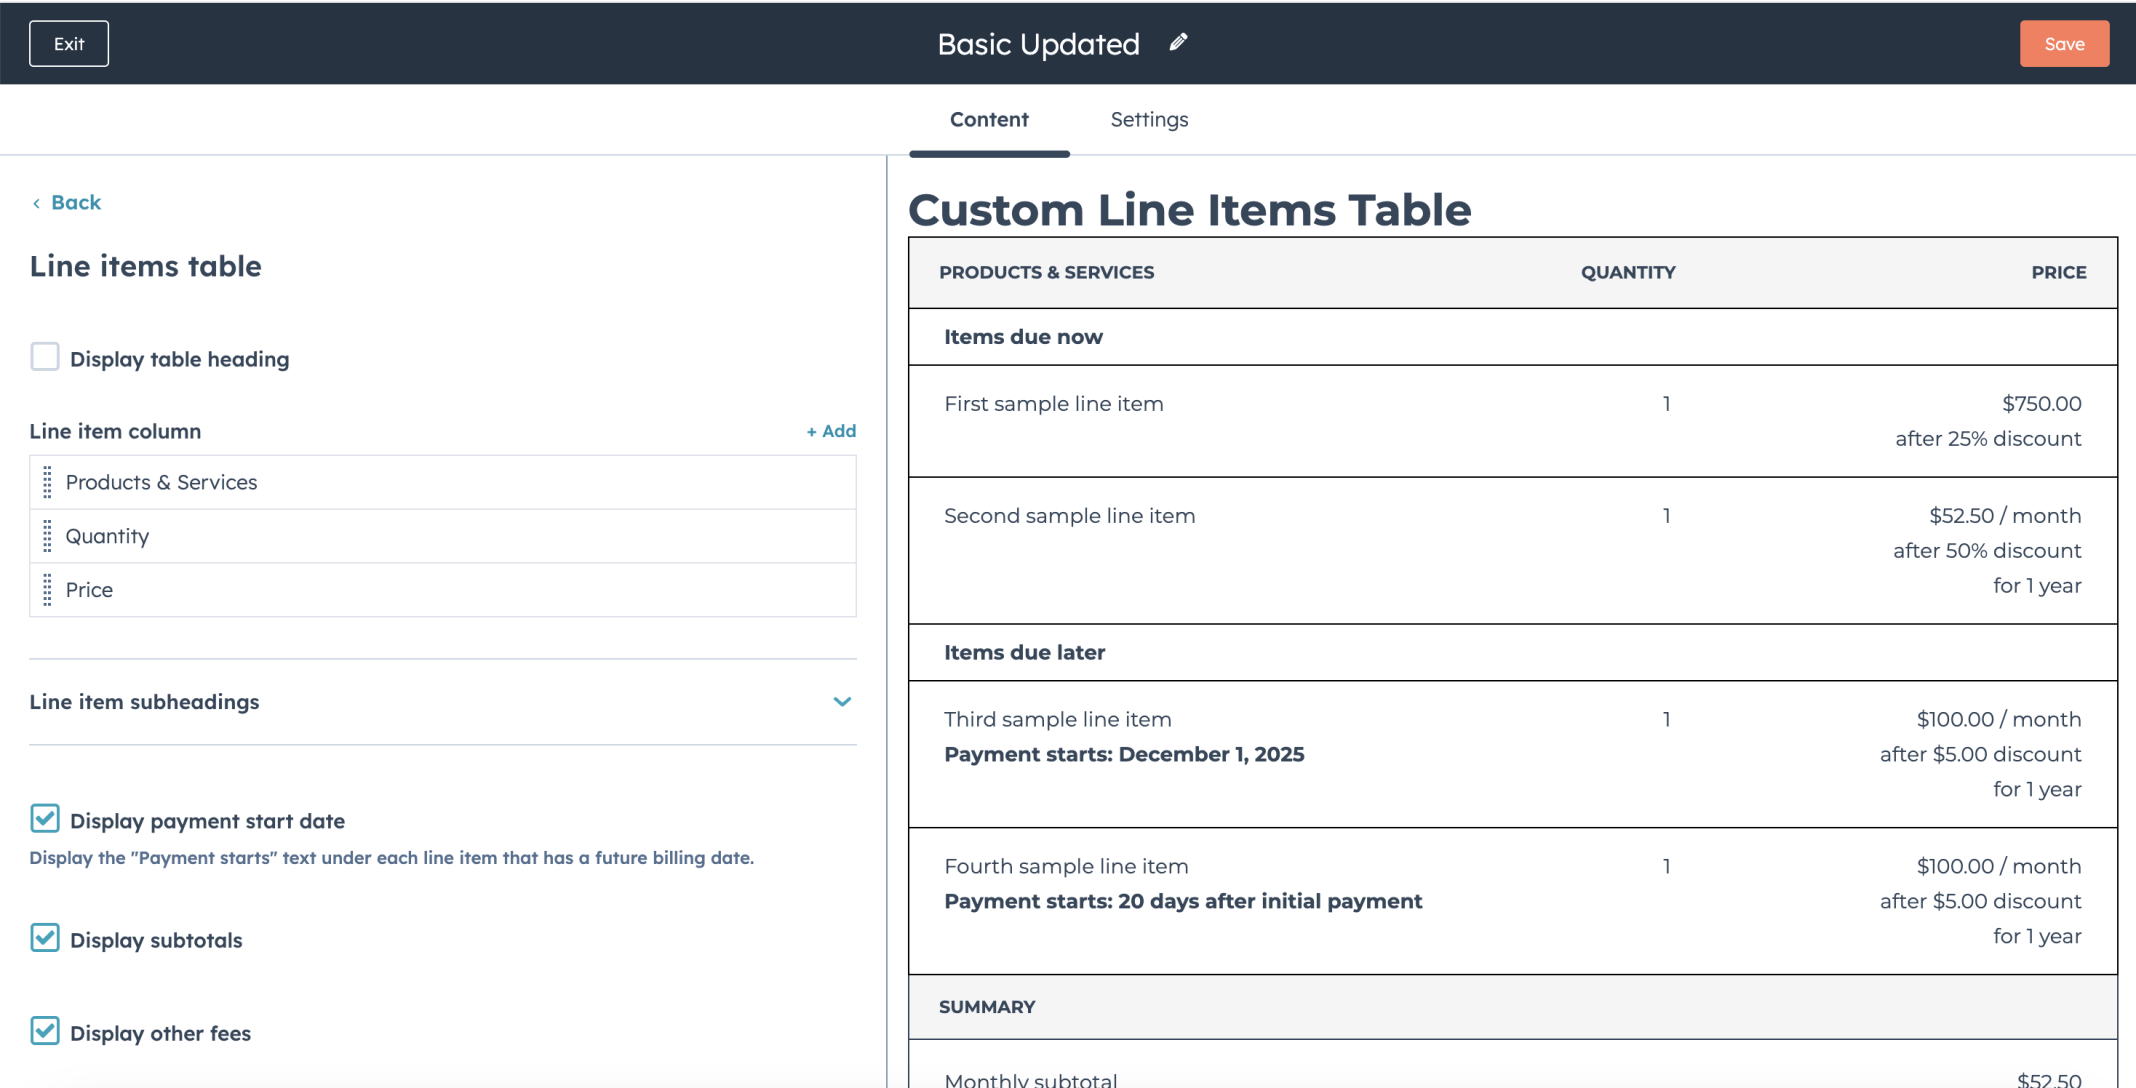 Exit
Basic Updated
Save
Content
Settings
Back
Line items table
Display table heading
Line item column
+ Add
Products & Services
Quantity
Price
Line item subheadings
Display payment start date
Display the "Payment starts" text under each line item that has a future billing date.
Display subtotals
Display other fees
Custom Line Items Table
PRODUCTS & SERVICES QUANTITY PRICE
Items due now
First sample line item 1 $750.00
after 25% discount
Second sample line item 1 $52.50 / month
after 50% discount
for 1 year
Items due later
Third sample line item 1 $100.00 / month
Payment starts: December 1, 2025 after $5.00 discount
for 1 year
Fourth sample line item 1 $100.00 / month
Payment starts: 20 days after initial payment after $5.00 discount
for 1 year
SUMMARY
Monthly subtotal $52.50